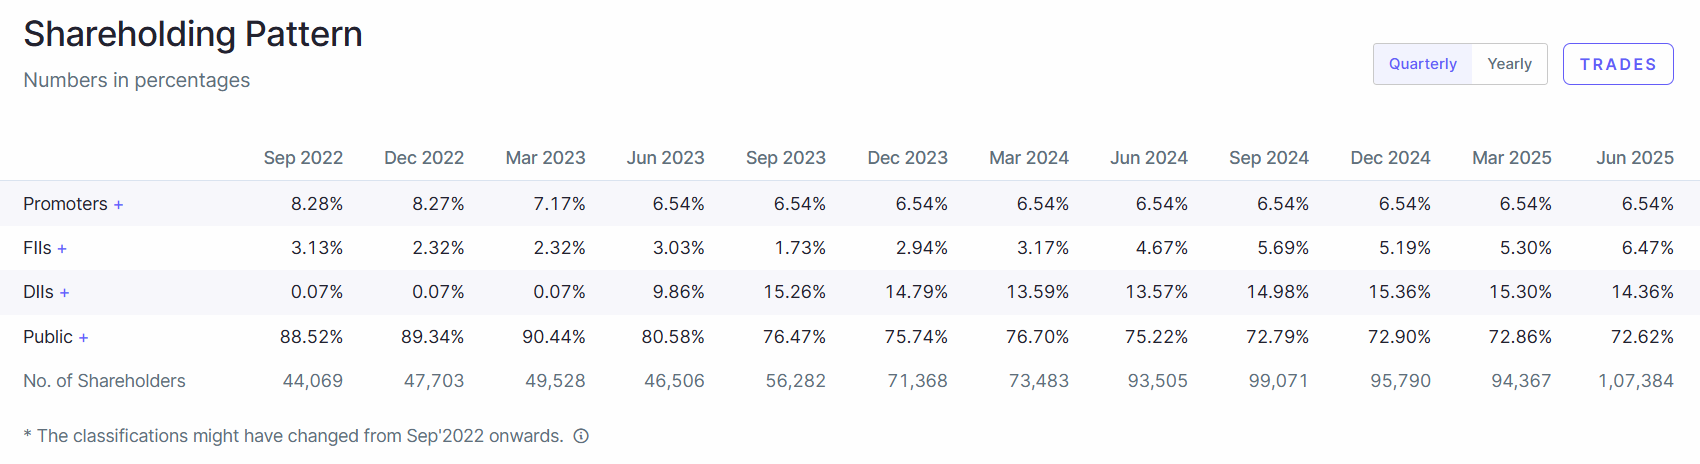 Shareholding Pattern
Numbers in percentages
Quarterly Yearly TRADES
Sep 2022 Dec 2022 Mar 2023 Jun 2023 Sep 2023 Dec 2023 Mar 2024 Jun 2024 Sep 2024 Dec 2024 Mar 2025 Jun 2025
Promoters + 8.28% 8.27% 7.17% 6.54% 6.54% 6.54% 6.54% 6.54% 6.54% 6.54% 6.54% 6.54%
FIIs + 3.13% 2.32% 2.32% 3.03% 1.73% 2.94% 3.17% 4.67% 5.69% 5.19% 5.30% 6.47%
DIIs + 0.07% 0.07% 0.07% 9.86% 15.26% 14.79% 13.59% 13.57% 14.98% 15.36% 15.30% 14.36%
Public + 88.52% 89.34% 90.44% 80.58% 76.47% 75.74% 76.70% 75.22% 72.79% 72.90% 72.86% 72.62%
No. of Shareholders 44,069 47,703 49,528 46,506 56,282 71,368 73,483 93,505 99,071 95,790 94,367 1,07,384
* The classifications might have changed from Sep'2022 onwards.